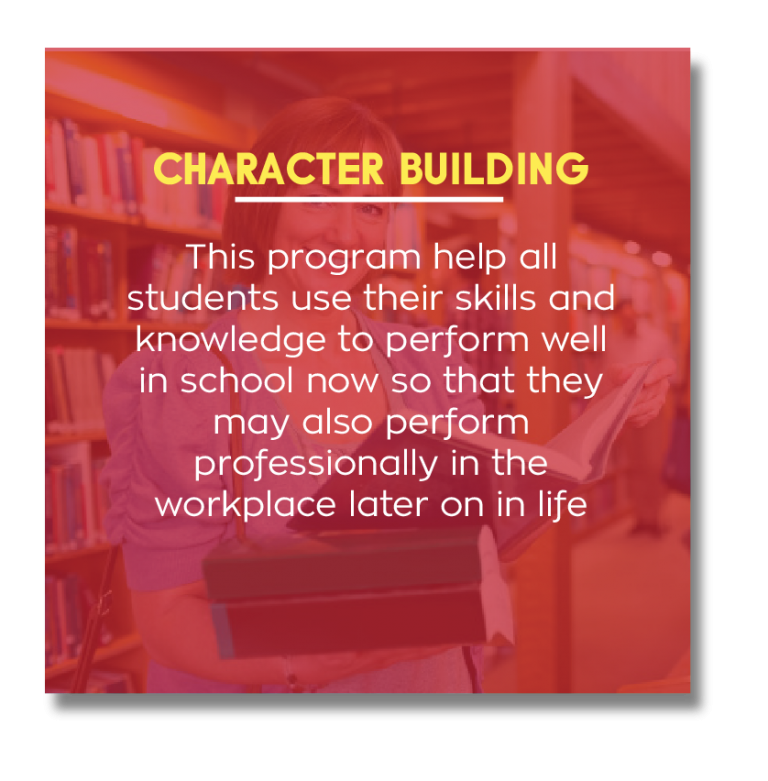 CHARACTER BUILDING
This program help all
students use their skills and
knowledge to perform well
in school now so that they
may also perform
professionally in the
workplace later on in life